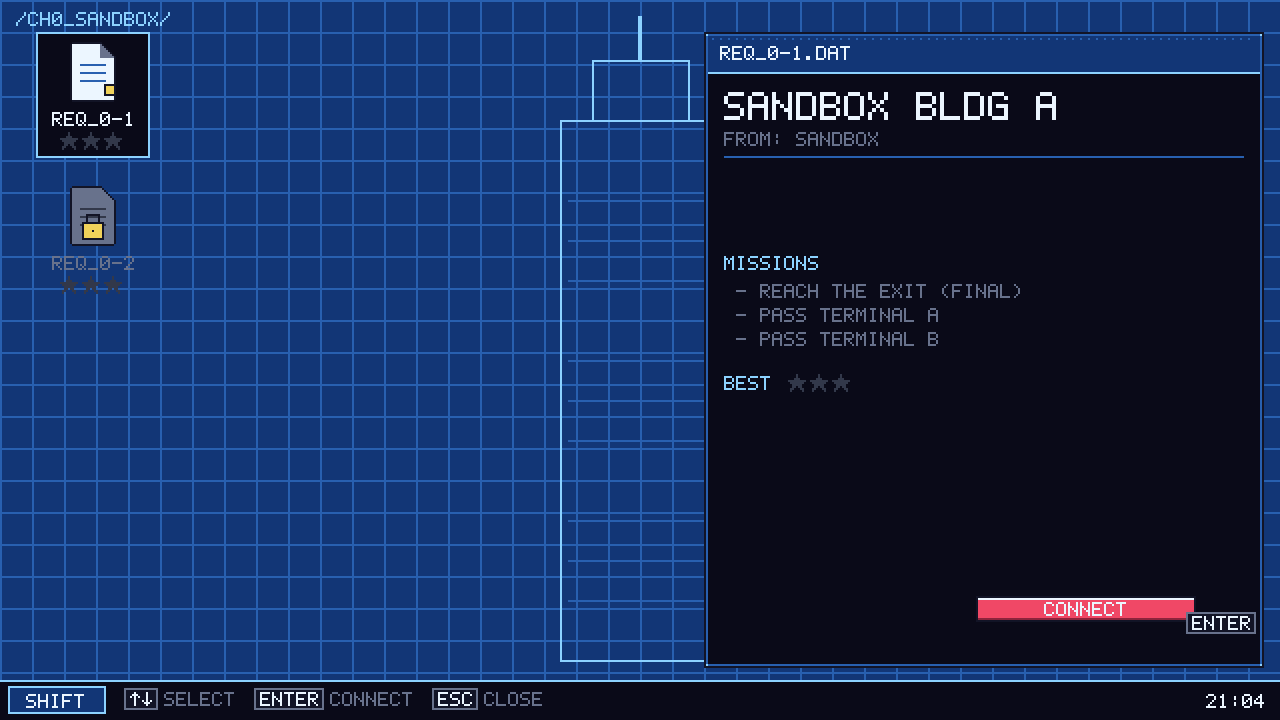 /CH0_SANDBOX/
REQ_0-1
REQ_0-2
REQ_0-1.DAT
SANDBOX BLDG A
FROM: SANDBOX
MISSIONS
- REACH THE EXIT (FINAL)
- PASS TERMINAL A
- PASS TERMINAL B
BEST ★★★
CONNECT
ENTER
SHIFT ↑↓ SELECT ENTER CONNECT ESC CLOSE 21:04